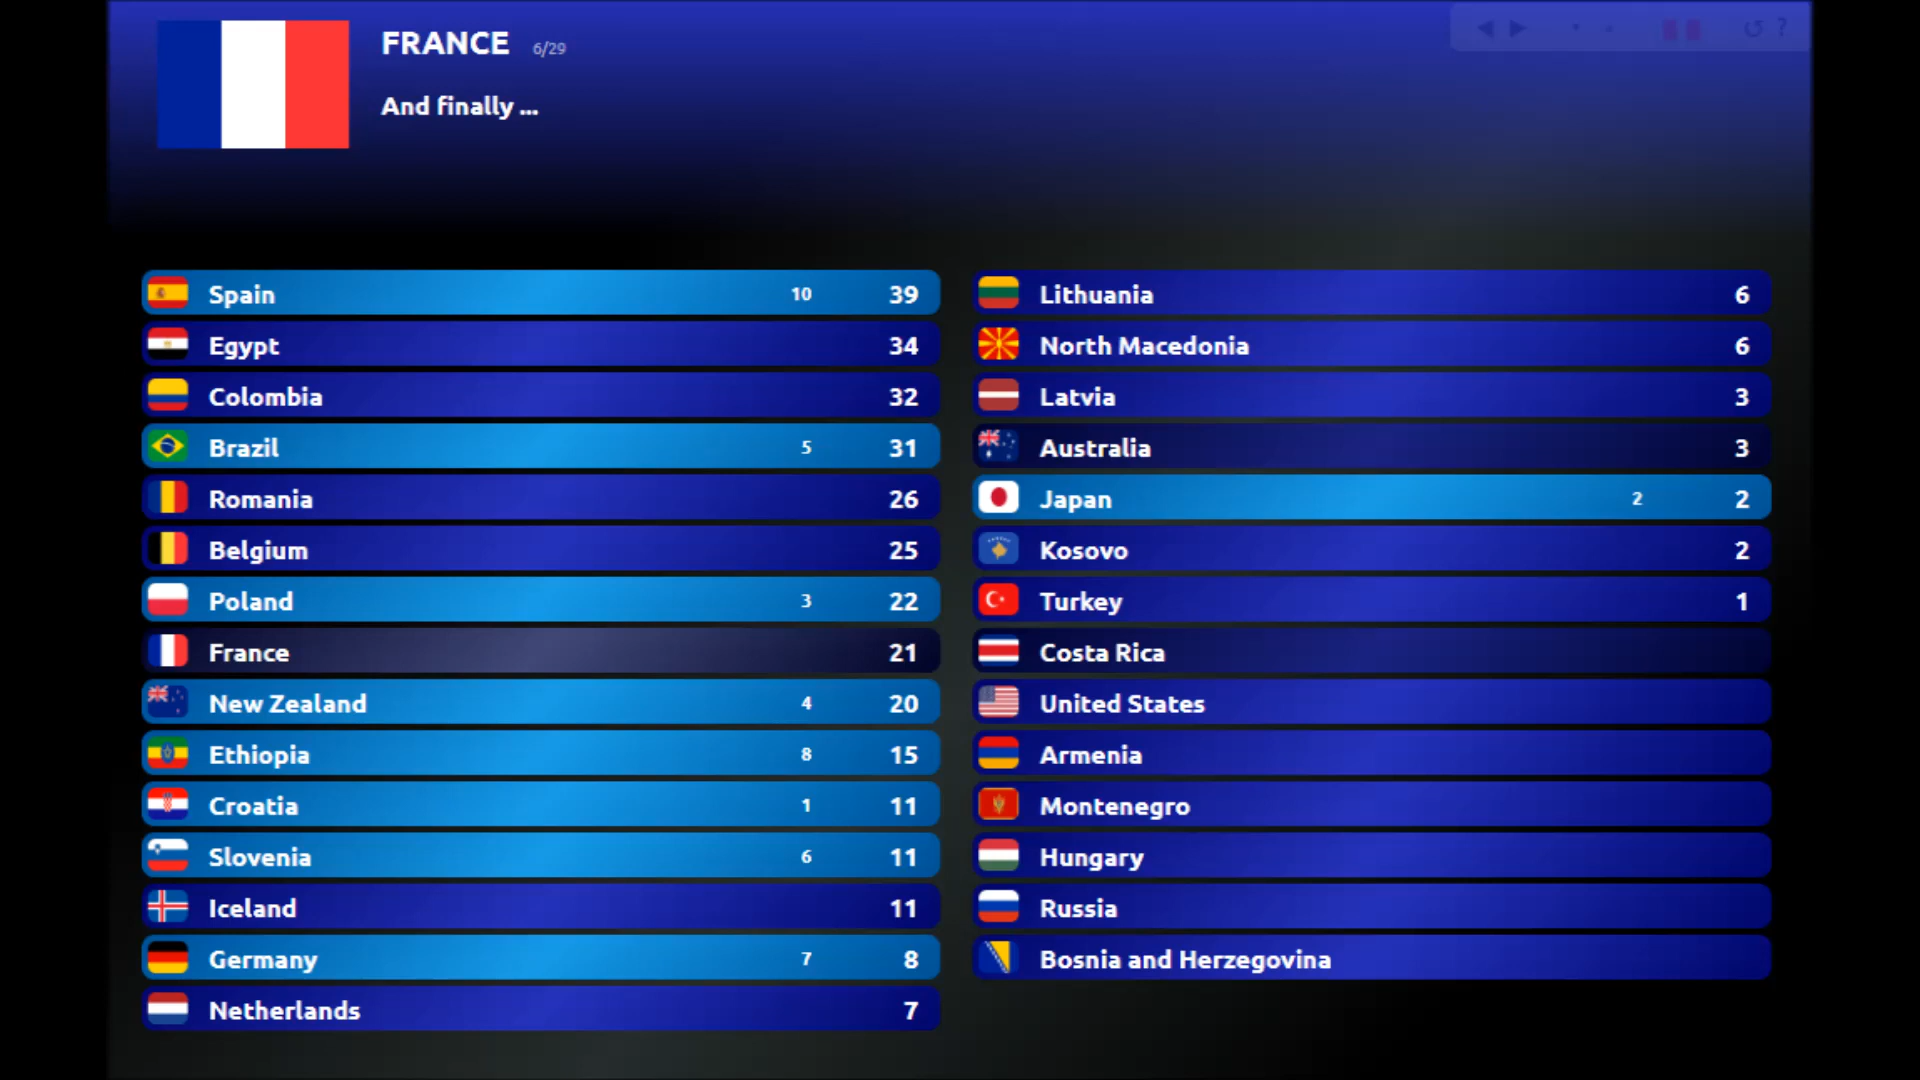 FRANCE 6/29
And finally ...
Spain 10 39
Egypt 34
Colombia 32
Brazil 5 31
Romania 26
Belgium 25
Poland 3 22
France 21
New Zealand 4 20
Ethiopia 8 15
Croatia 1 11
Slovenia 6 11
Iceland 11
Germany 7 8
Netherlands 7
Lithuania 6
North Macedonia 6
Latvia 3
Australia 3
Japan 2 2
Kosovo 2
Turkey 1
Costa Rica
United States
Armenia
Montenegro
Hungary
Russia
Bosnia and Herzegovina
?